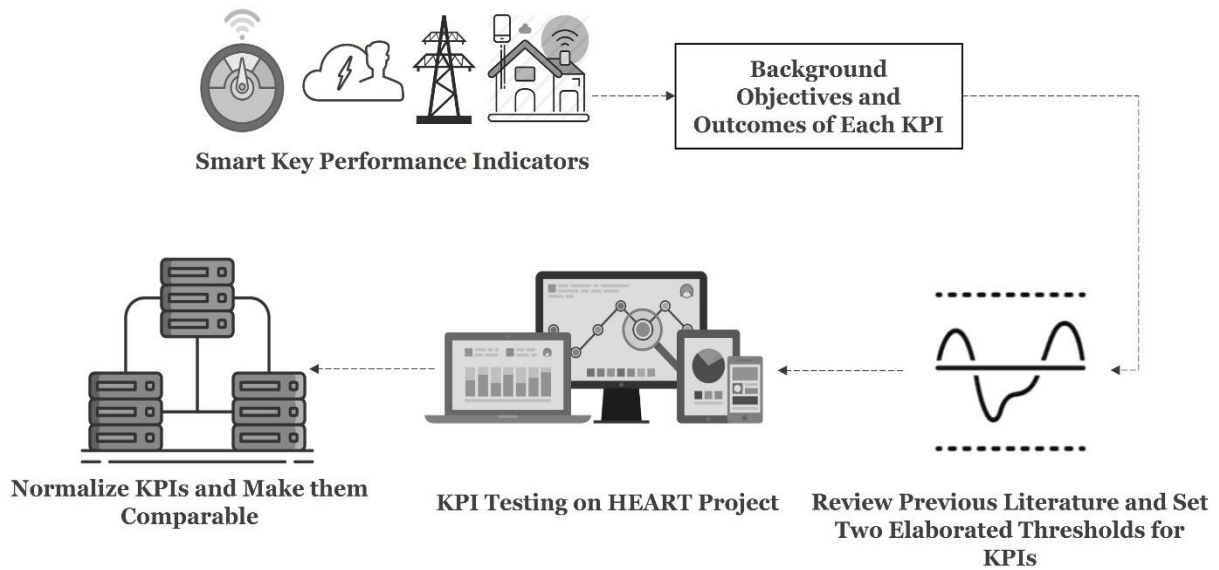 Smart Key Performance Indicators
Background
Objectives and
Outcomes of Each KPI
Review Previous Literature and Set
Two Elaborated Thresholds for
KPIs
KPI Testing on HEART Project
Normalize KPIs and Make them
Comparable